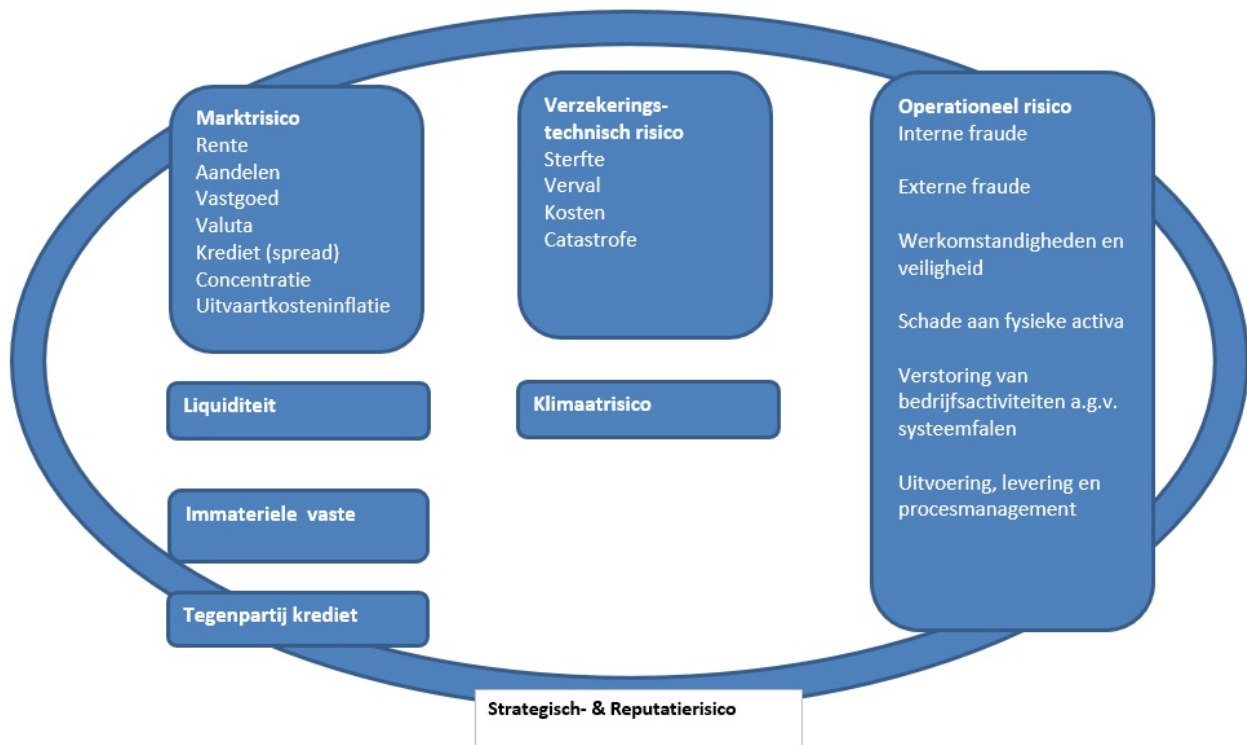 Marktrisico
Rente
Aandelen
Vastgoed
Valuta
Krediet (spread)
Concentratie
Uitvaartkosteninflatie
Liquiditeit
Immateriele vaste
Tegenpartij krediet
Verzekerings-
technisch risico
Sterfte
Verval
Kosten
Catastrofe
Klimaatrisico
Operationeel risico
Interne fraude
Externe fraude
Werkomstandigheden en
veiligheid
Schade aan fysieke activa
Verstoring van
bedrijfsactiviteiten a.g.v.
systeemfalen
Uitvoering, levering en
procesmanagement
Strategisch- & Reputatierisico